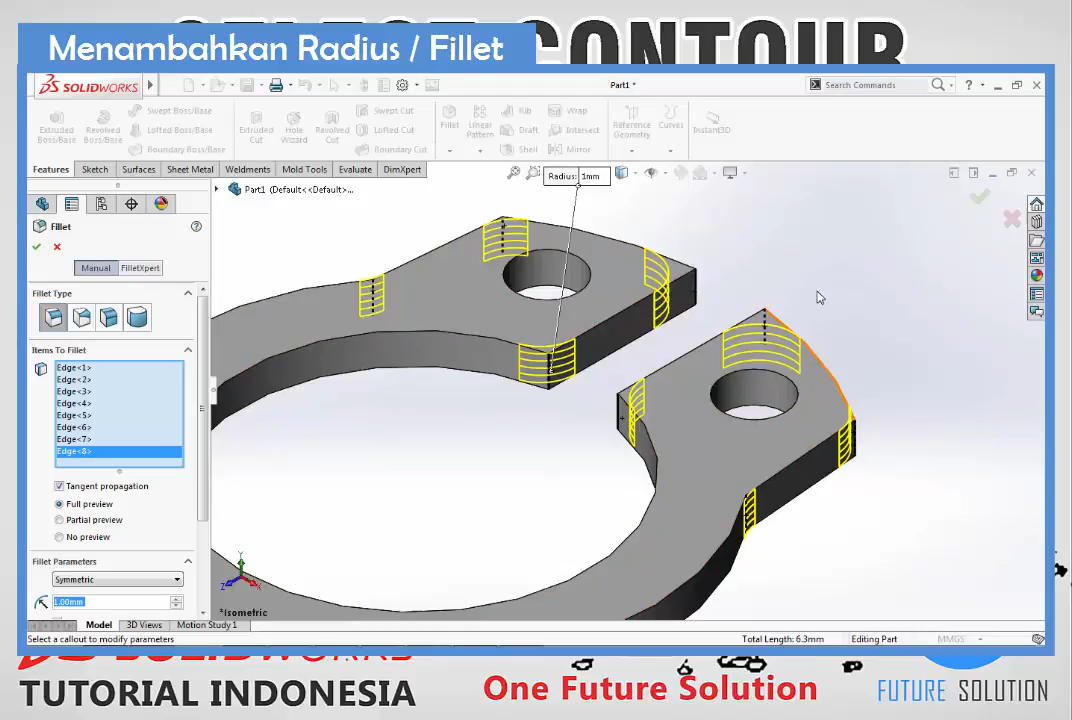 SELECT CONTOUR
Menambahkan Radius / Fillet
SOLIDWORKS
Part1 *
Search Commands
Extruded Boss/Base
Revolved Boss/Base
Swept Boss/Base
Lofted Boss/Base
Boundary Boss/Base
Extruded Cut
Hole Wizard
Revolved Cut
Swept Cut
Lofted Cut
Boundary Cut
Fillet
Linear Pattern
Rib
Draft
Shell
Wrap
Intersect
Mirror
Reference Geometry
Curves
Instant3D
Features
Sketch
Surfaces
Sheet Metal
Weldments
Mold Tools
Evaluate
DimXpert
Part1 (Default<<Default>...
Radius: 1mm
Fillet
Manual
FilletXpert
Fillet Type
Items To Fillet
Edge<1>
Edge<2>
Edge<3>
Edge<4>
Edge<5>
Edge<6>
Edge<7>
Edge<8>
Tangent propagation
Full preview
Partial preview
No preview
Fillet Parameters
Symmetric
1.00mm
Y
Z
X
*Isometric
Model
3D Views
Motion Study 1
Select a callout to modify parameters
Total Length: 6.3mm
Editing Part
MMGS
SOLIDWORKS
TUTORIAL INDONESIA
One Future Solution
FUTURE SOLUTION